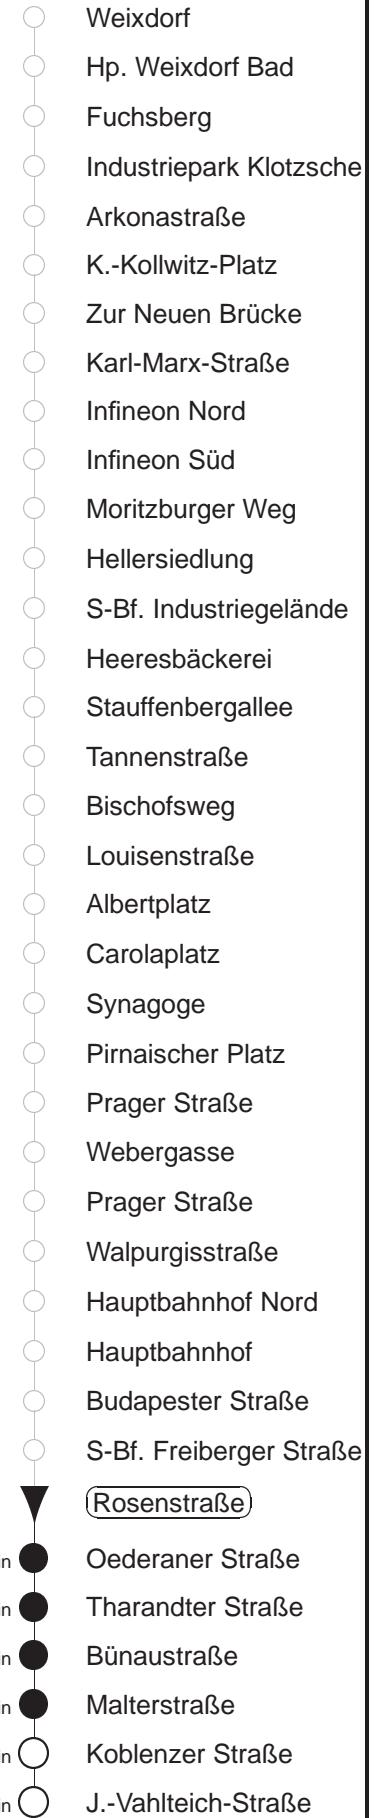 Weixdorf
Hp. Weixdorf Bad
Fuchsberg
Industriepark Klotzsche
Arkonastraße
K.-Kollwitz-Platz
Zur Neuen Brücke
Karl-Marx-Straße
Infineon Nord
Infineon Süd
Moritzburger Weg
Hellersiedlung
S-Bf. Industriegelände
Heeresbäckerei
Stauffenbergallee
Tannenstraße
Bischofsweg
Louisenstraße
Albertplatz
Carolaplatz
Synagoge
Pirnaischer Platz
Prager Straße
Webergasse
Prager Straße
Walpurgisstraße
Hauptbahnhof Nord
Hauptbahnhof
Budapester Straße
S-Bf. Freiberger Straße
Rosenstraße
Oederaner Straße
Tharandter Straße
Bünaustraße
Malterstraße
Koblenzer Straße
J.-Vahlteich-Straße